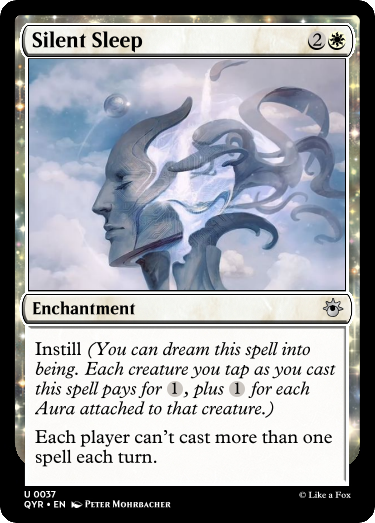 Silent Sleep 2
Enchantment
Instill (You can dream this spell into
being. Each creature you tap as you cast
this spell pays for 1, plus 1 for each
Aura attached to that creature.)
Each player can't cast more than one
spell each turn.
U 0037
QYR • EN Peter Mohrbacher
© Like a Fox